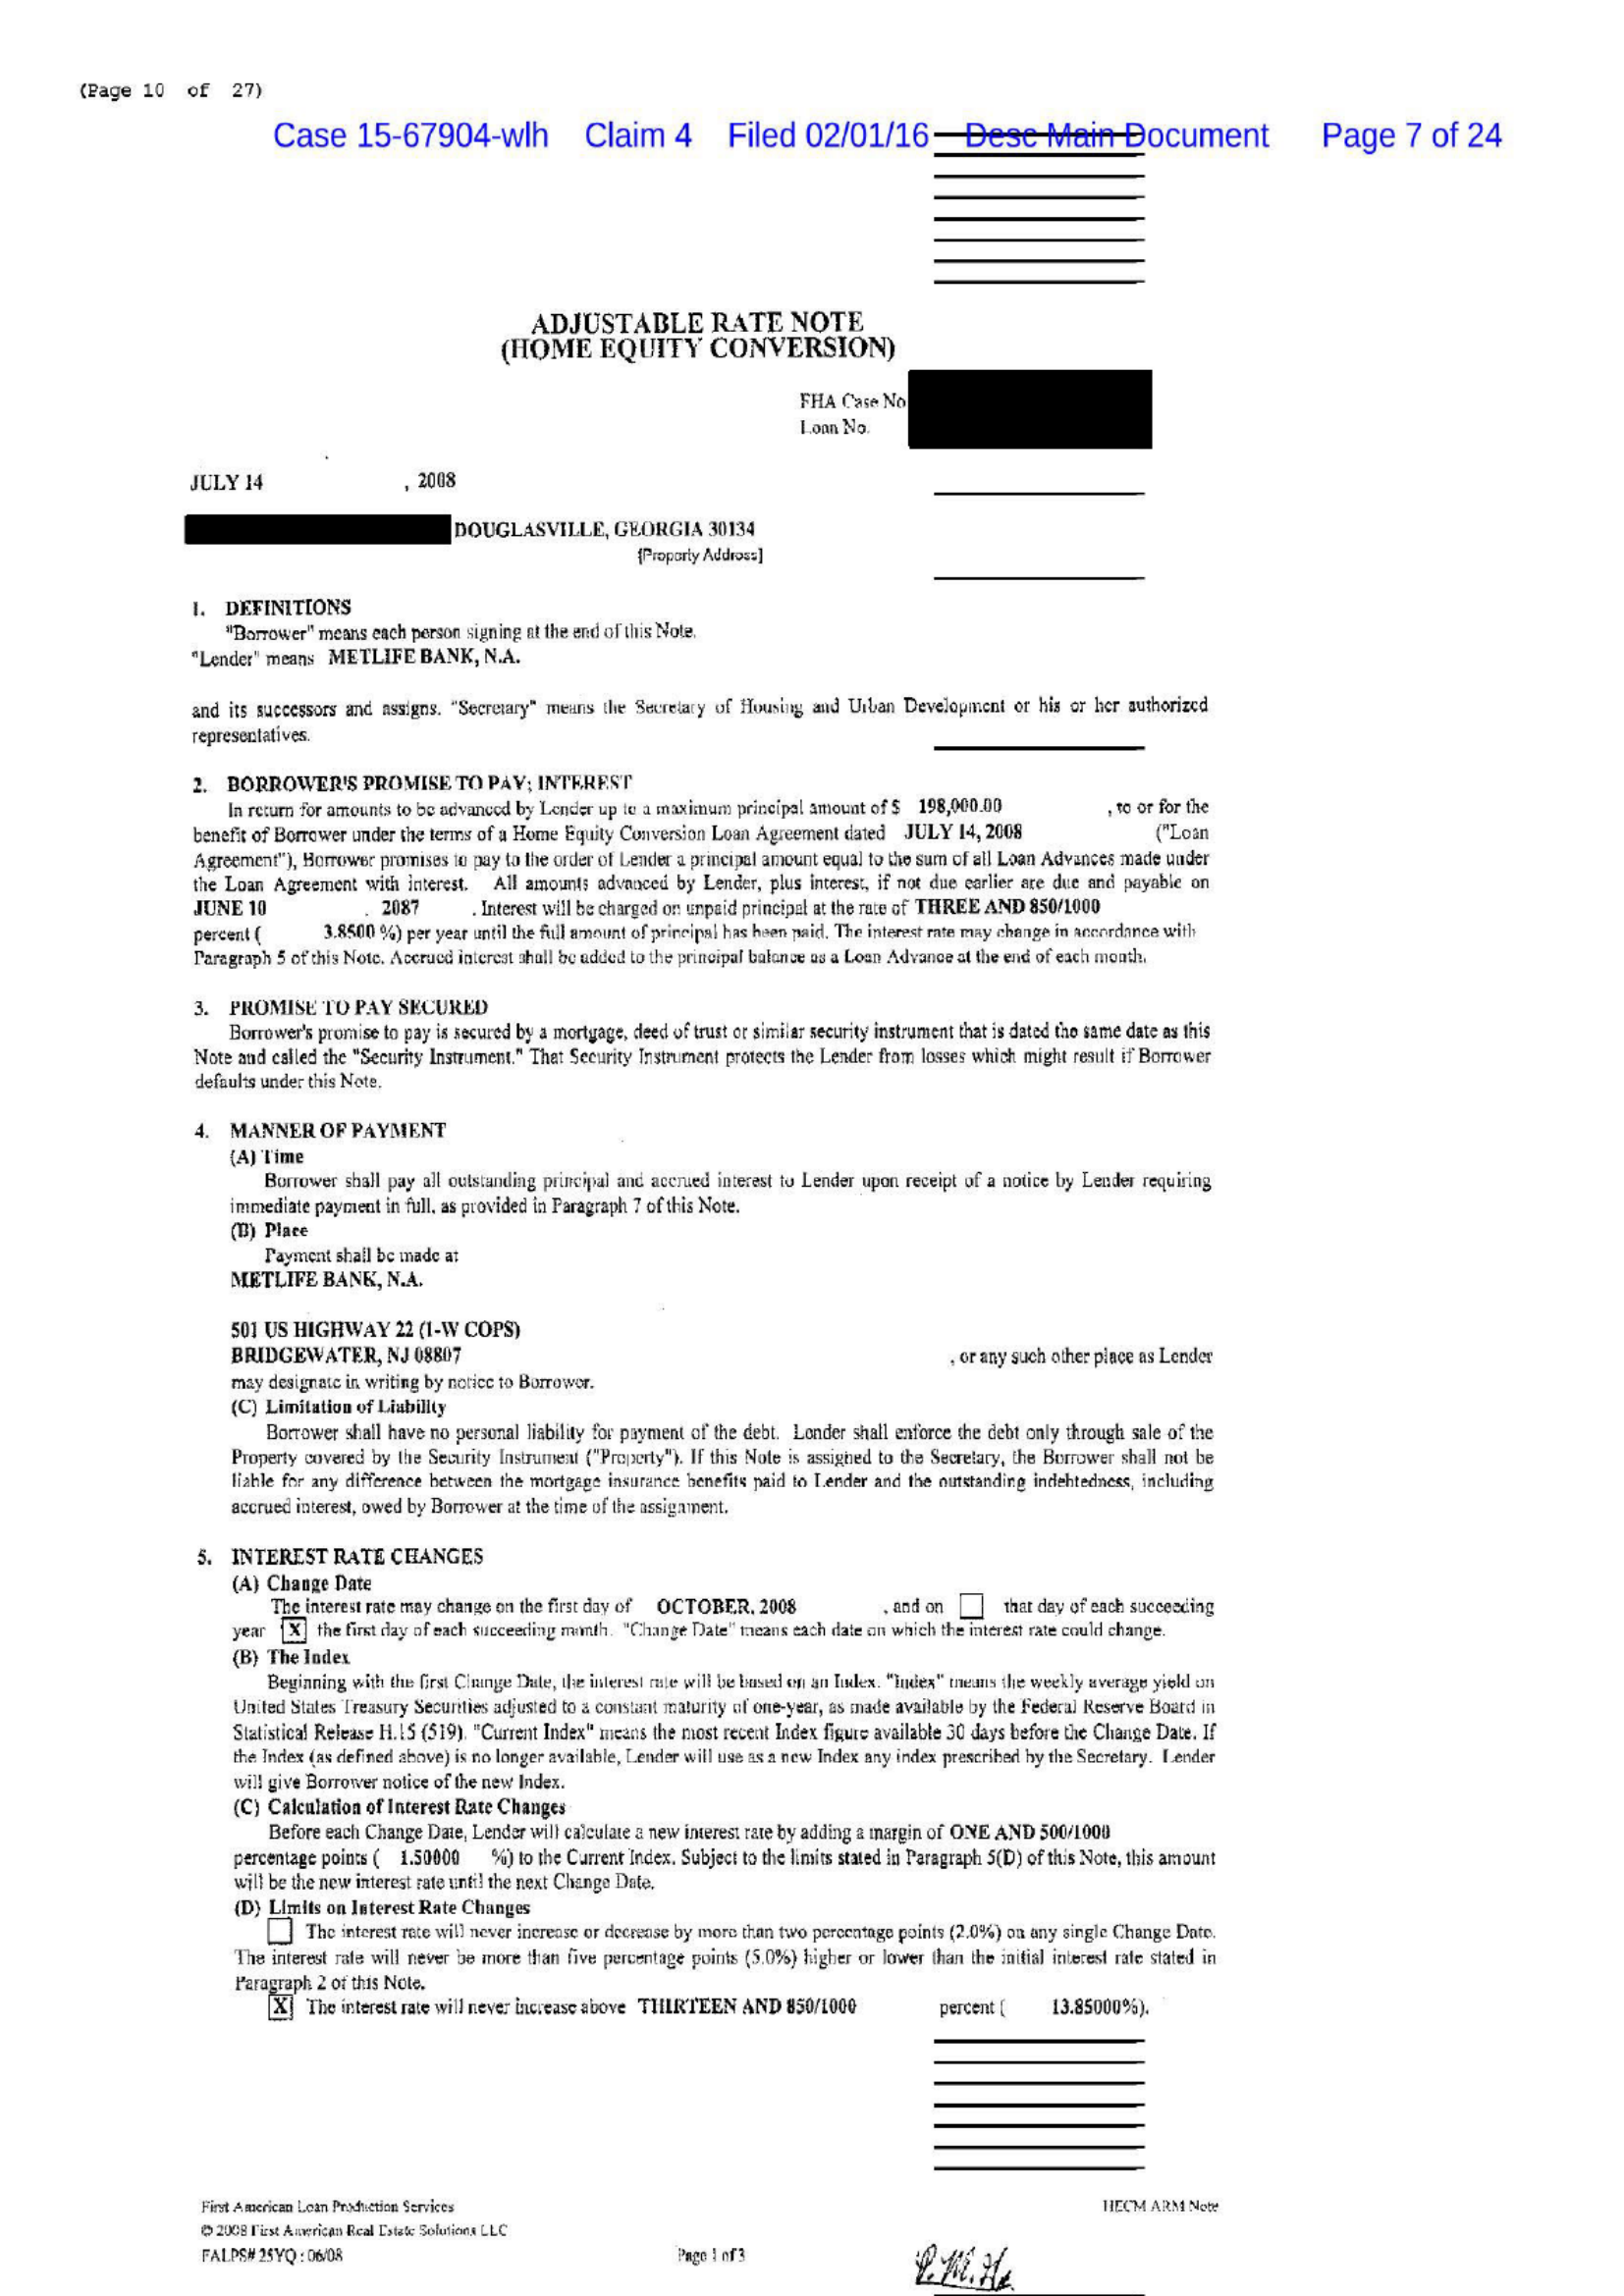 (Page 10 of 27)
Case 15-67904-wlh Claim 4 Filed 02/01/16 Desc Main Document Page 7 of 24
ADJUSTABLE RATE NOTE
(HOME EQUITY CONVERSION)
FHA Case No
Loan No.
JULY 14 , 2008
DOUGLASVILLE, GEORGIA 30134
[Property Address]
1. DEFINITIONS
"Borrower" means each person signing at the end of this Note.
"Lender" means METLIFE BANK, N.A.
and its successors and assigns. "Secretary" means the Secretary of Housing and Urban Development or his or her authorized
representatives.
2. BORROWER'S PROMISE TO PAY; INTEREST
In return for amounts to be advanced by Lender up to a maximum principal amount of $ 198,000.00 , to or for the
benefit of Borrower under the terms of a Home Equity Conversion Loan Agreement dated JULY 14, 2008 ("Loan
Agreement"), Borrower promises to pay to the order of Lender a principal amount equal to the sum of all Loan Advances made under
the Loan Agreement with interest. All amounts advanced by Lender, plus interest, if not due earlier are due and payable on
JUNE 10 , 2087 . Interest will be charged on unpaid principal at the rate of THREE AND 850/1000
percent ( 3.8500 %) per year until the full amount of principal has been paid. The interest rate may change in accordance with
Paragraph 5 of this Note. Accrued interest shall be added to the principal balance as a Loan Advance at the end of each month.
3. PROMISE TO PAY SECURED
Borrower's promise to pay is secured by a mortgage, deed of trust or similar security instrument that is dated the same date as this
Note and called the "Security Instrument." That Security Instrument protects the Lender from losses which might result if Borrower
defaults under this Note.
4. MANNER OF PAYMENT
(A) Time
Borrower shall pay all outstanding principal and accrued interest to Lender upon receipt of a notice by Lender requiring
immediate payment in full, as provided in Paragraph 7 of this Note.
(B) Place
Payment shall be made at
METLIFE BANK, N.A.
501 US HIGHWAY 22 (1-W COPS)
BRIDGEWATER, NJ 08807 , or any such other place as Lender
may designate in writing by notice to Borrower.
(C) Limitation of Liability
Borrower shall have no personal liability for payment of the debt. Lender shall enforce the debt only through sale of the
Property covered by the Security Instrument ("Property"). If this Note is assigned to the Secretary, the Borrower shall not be
liable for any difference between the mortgage insurance benefits paid to Lender and the outstanding indebtedness, including
accrued interest, owed by Borrower at the time of the assignment.
5. INTEREST RATE CHANGES
(A) Change Date
The interest rate may change on the first day of OCTOBER, 2008 , and on that day of each succeeding
year X the first day of each succeeding month. "Change Date" means each date on which the interest rate could change.
(B) The Index
Beginning with the first Change Date, the interest rate will be based on an Index. "Index" means the weekly average yield on
United States Treasury Securities adjusted to a constant maturity of one-year, as made available by the Federal Reserve Board in
Statistical Release H.15 (519). "Current Index" means the most recent Index figure available 30 days before the Change Date. If
the Index (as defined above) is no longer available, Lender will use as a new Index any index prescribed by the Secretary. Lender
will give Borrower notice of the new Index.
(C) Calculation of Interest Rate Changes
Before each Change Date, Lender will calculate a new interest rate by adding a margin of ONE AND 500/1000
percentage points ( 1.50000 %) to the Current Index. Subject to the limits stated in Paragraph 5(D) of this Note, this amount
will be the new interest rate until the next Change Date.
(D) Limits on Interest Rate Changes
The interest rate will never increase or decrease by more than two percentage points (2.0%) on any single Change Date.
The interest rate will never be more than five percentage points (5.0%) higher or lower than the initial interest rate stated in
Paragraph 2 of this Note.
X The interest rate will never increase above THIRTEEN AND 850/1000 percent ( 13.85000%).
First American Loan Production Services HECM ARM Note
© 2008 First American Real Estate Solutions LLC
FALPS# 25YQ : 06/08 Page 1 of 3